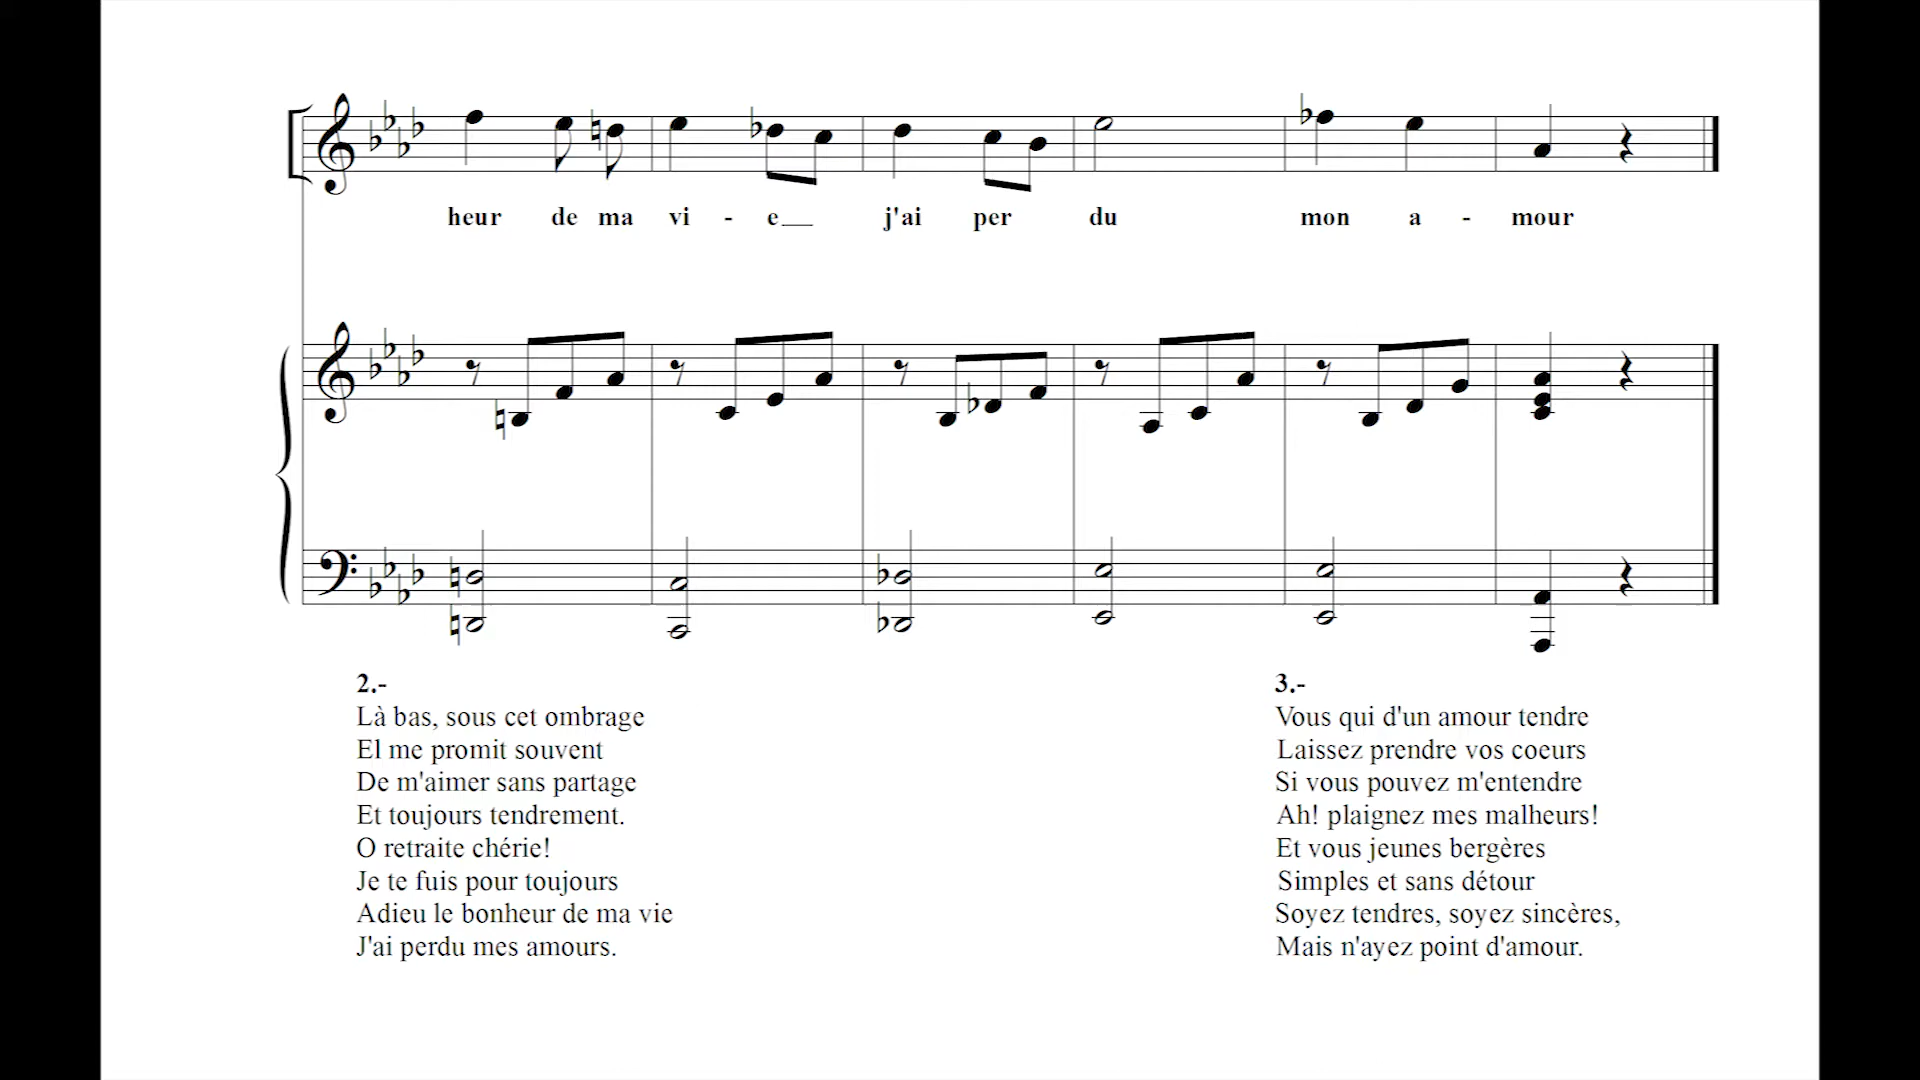 heur de ma vi - e j'ai per du mon a - mour
2.-
Là bas, sous cet ombrage
El me promit souvent
De m'aimer sans partage
Et toujours tendrement.
O retraite chérie!
Je te fuis pour toujours
Adieu le bonheur de ma vie
J'ai perdu mes amours.
3.-
Vous qui d'un amour tendre
Laissez prendre vos coeurs
Si vous pouvez m'entendre
Ah! plaignez mes malheurs!
Et vous jeunes bergères
Simples et sans détour
Soyez tendres, soyez sincères,
Mais n'ayez point d'amour.